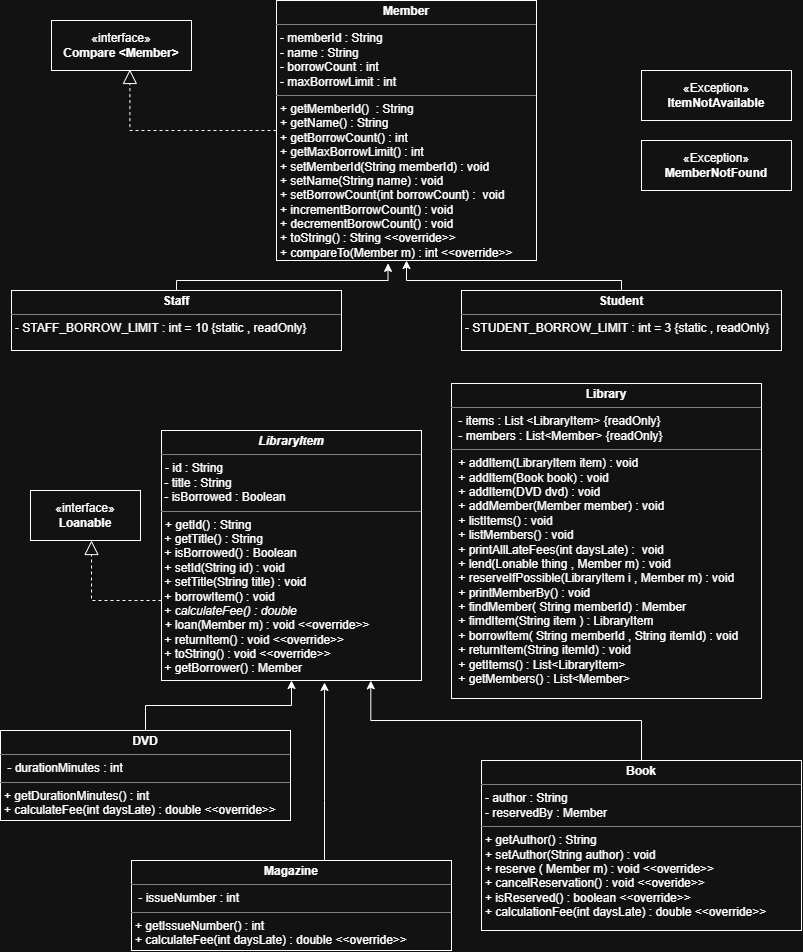 «interface»
Compare <Member>
Member
- memberId : String
- name : String
- borrowCount : int
- maxBorrowLimit : int
+ getMemberId()  : String
+ getName() : String
+ getBorrowCount() : int
+ getMaxBorrowLimit() : int
+ setMemberId(String memberId) : void
+ setName(String name) : void
+ setBorrowCount(int borrowCount) :  void
+ incrementBorowCount() : void
+ decrementBorowCount() : void
+ toString() : String <<override>>
+ compareTo(Member m) : int <<override>>
«Exception»
ItemNotAvailable
«Exception»
MemberNotFound
Staff
- STAFF_BORROW_LIMIT : int = 10 {static , readOnly}
Student
- STUDENT_BORROW_LIMIT : int = 3 {static , readOnly}
«interface»
Loanable
LibraryItem
- id : String
- title : String
- isBorrowed : Boolean
+ getId() : String
+ getTitle() : String
+ isBorrowed() : Boolean
+ setId(String id) : void
+ setTitle(String title) : void
+ borrowItem() : void
+ calculateFee() : double
+ loan(Member m) : void <<override>>
+ returnItem() : void <<override>>
+ toString() : void <<override>>
+ getBorrower() : Member
Library
- items : List <LibraryItem> {readOnly}
- members : List<Member> {readOnly}
+ addItem(LibraryItem item) : void
+ addItem(Book book) : void
+ addItem(DVD dvd) : void
+ addMember(Member member) : void
+ listItems() : void
+ listMembers() : void
+ printAllLateFees(int daysLate) :  void
+ lend(Lonable thing , Member m) : void
+ reserveIfPossible(LibraryItem i , Member m) : void
+ printMemberBy() : void
+ findMember( String memberId) : Member
+ fimdItem(String item ) : LibraryItem
+ borrowItem( String memberId , String itemId) : void
+ returnItem(String itemId) : void
+ getItems() : List<LibraryItem>
+ getMembers() : List<Member>
DVD
- durationMinutes : int
+ getDurationMinutes() : int
+ calculateFee(int daysLate) : double <<override>>
Magazine
- issueNumber : int
+ getIssueNumber() : int
+ calculateFee(int daysLate) : double <<override>>
Book
- author : String
- reservedBy : Member
+ getAuthor() : String
+ setAuthor(String author) : void
+ reserve ( Member m) : void <<override>>
+ cancelReservation() : void <<override>>
+ isReserved() : boolean <<override>>
+ calculationFee(int daysLate) : double <<override>>